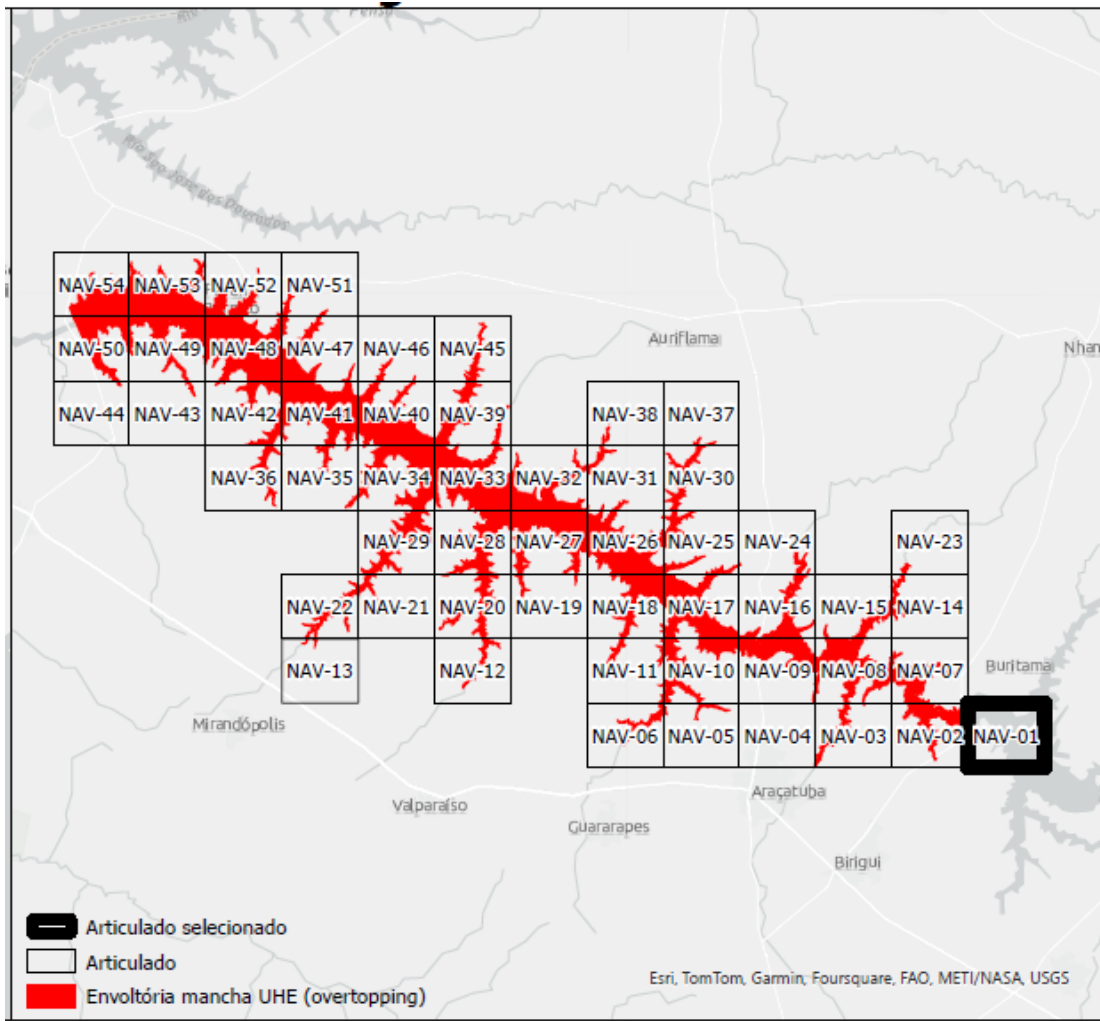 Rio São José dos Dourados
NAV-54 NAV-53 NAV-52 NAV-51
NAV-50 NAV-49 NAV-48 NAV-47 NAV-46 NAV-45
Auriflama
Nhan
NAV-44 NAV-43 NAV-42 NAV-41 NAV-40 NAV-39 NAV-38 NAV-37
NAV-36 NAV-35 NAV-34 NAV-33 NAV-32 NAV-31 NAV-30
NAV-29 NAV-28 NAV-27 NAV-26 NAV-25 NAV-24 NAV-23
NAV-22 NAV-21 NAV-20 NAV-19 NAV-18 NAV-17 NAV-16 NAV-15 NAV-14
NAV-13 NAV-12 NAV-11 NAV-10 NAV-09 NAV-08 NAV-07
Buritama
Mirandópolis
NAV-06 NAV-05 NAV-04 NAV-03 NAV-02 NAV-01
Valparaíso
Araçatuba
Guararapes
Birigui
Articulado selecionado
Articulado
Envoltória mancha UHE (overtopping)
Esri, TomTom, Garmin, Foursquare, FAO, METI/NASA, USGS